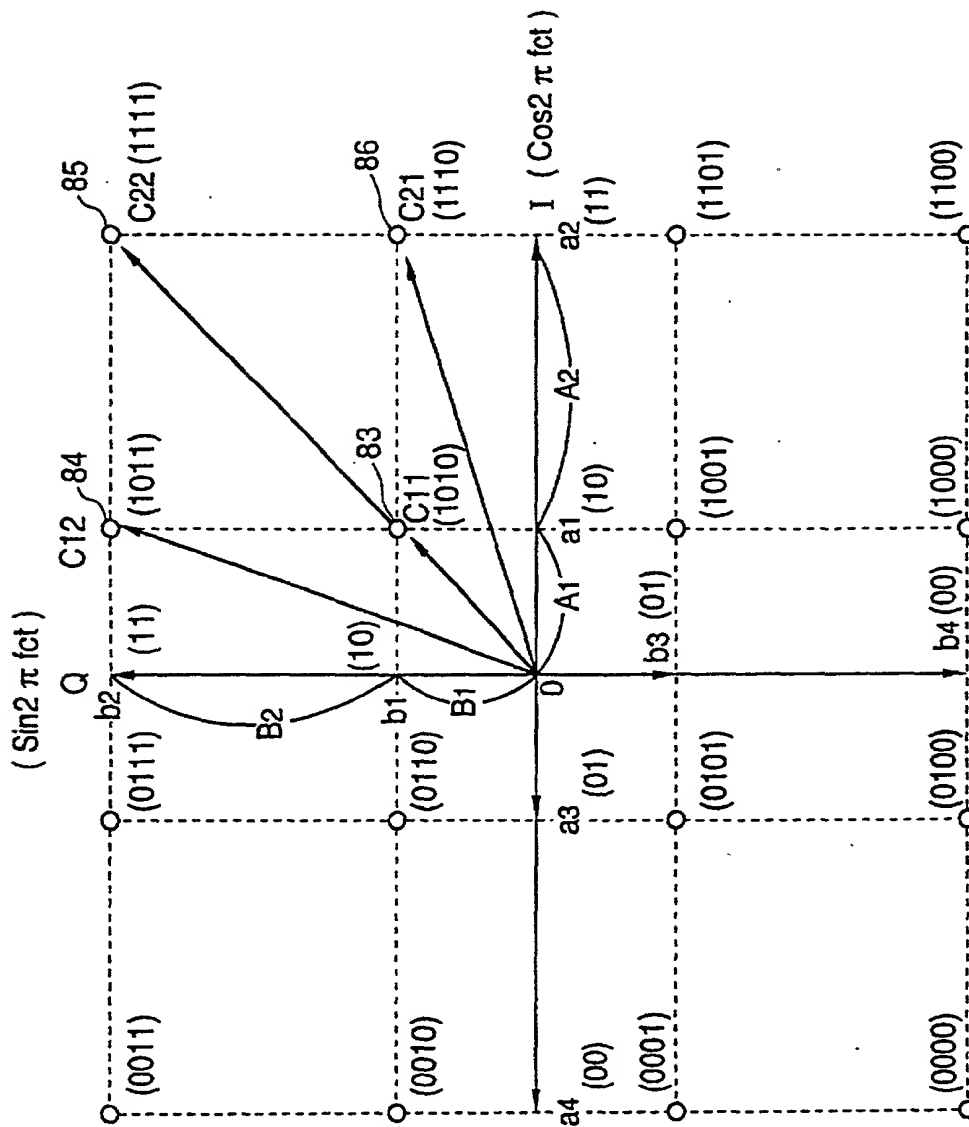 ( Sin2 π fct )
Q
C12
84
85
C22 (1111)
b2
(11)
(1011)
(0111)
(0011)
B2
83
86
C21
(1110)
C11
(1010)
(10)
b1
B1
(0110)
(0010)
0
A1
A2
I ( Cos2 π fct )
a4
(00)
a3
(01)
a1
(10)
a2
(11)
(0001)
(0101)
b3 (01)
(1001)
(1101)
(0000)
(0100)
b4 (00)
(1000)
(1100)